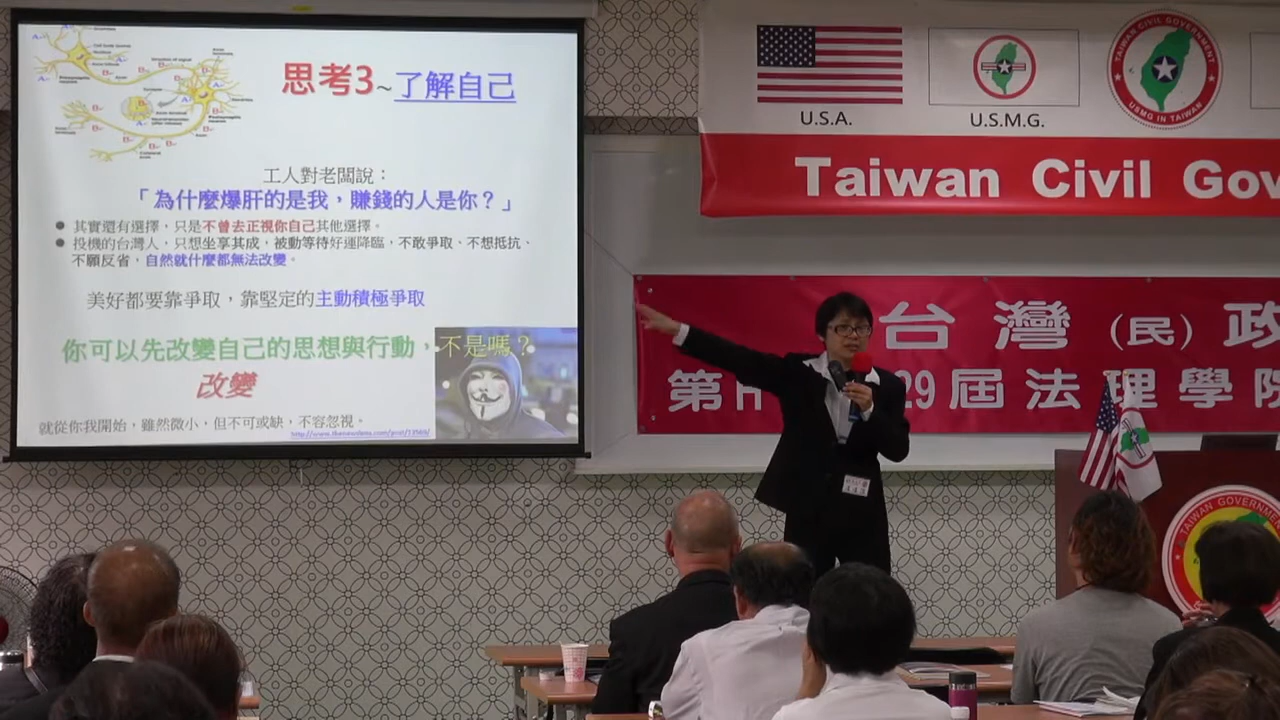 思考3~了解自己
工人對老闆說：
「為什麼爆肝的是我，賺錢的人是你？」
● 其實還有選擇，只是不曾去正視你自己其他選擇。
● 投機的台灣人，只想坐享其成，被動等待好運降臨，不敢爭取、不想抵抗、
不願反省，自然就什麼都無法改變。
美好都要靠爭取，靠堅定的主動積極爭取
你可以先改變自己的思想與行動，不是嗎？
改變
就從你我開始，雖然微小，但不可或缺，不容忽視。
U.S.A.
U.S.M.G.
TAIWAN CIVIL GOVERNMENT
USMG IN TAIWAN
Taiwan Civil Gov
台灣(民)政
第 29屆法理學院
TAIWAN GOVERNME